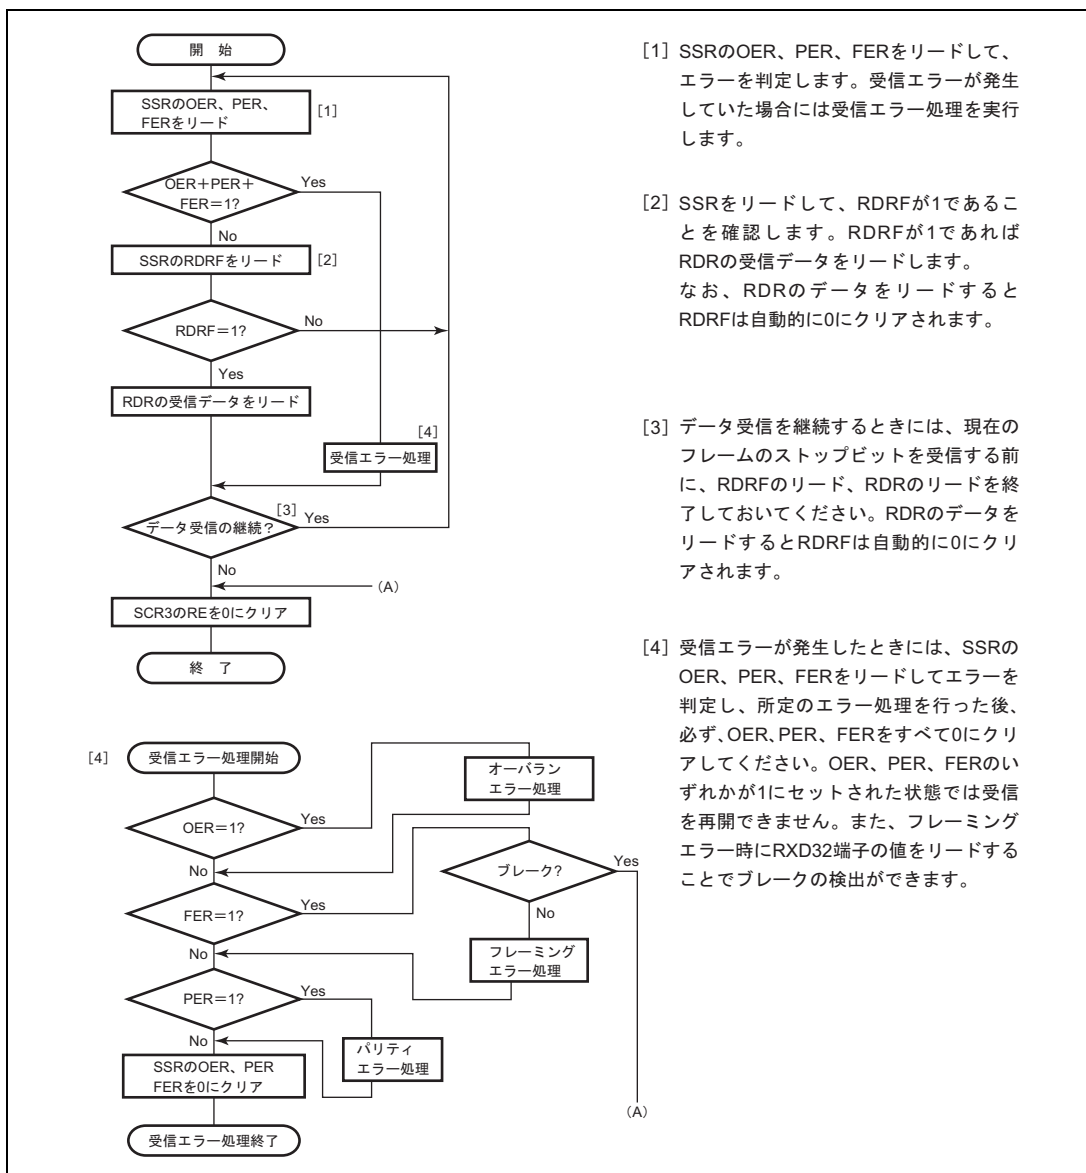 開　始
SSRのOER、PER、
FERをリード
[1]
OER＋PER＋
FER＝1?
Yes
No
SSRのRDRFをリード
[2]
RDRF＝1?
No
Yes
RDRの受信データをリード
[4]
受信エラー処理
[3]
データ受信の継続？
Yes
No
(A)
SCR3のREを0にクリア
終　了
[4]
受信エラー処理開始
OER＝1?
Yes
オーバラン
エラー処理
No
FER＝1?
Yes
ブレーク?
Yes
No
フレーミング
エラー処理
No
PER＝1?
Yes
No
パリティ
エラー処理
SSRのOER、PER
FERを0にクリア
(A)
受信エラー処理終了
[1] SSRのOER、PER、FERをリードして、
エラーを判定します。受信エラーが発生
していた場合には受信エラー処理を実行
します。
[2] SSRをリードして、RDRFが1であるこ
とを確認します。RDRFが1であれば
RDRの受信データをリードします。
なお、RDRのデータをリードすると
RDRFは自動的に0にクリアされます。
[3] データ受信を継続するときには、現在の
フレームのストップビットを受信する前
に、RDRFのリード、RDRのリードを終
了しておいてください。RDRのデータを
リードするとRDRFは自動的に0にクリ
アされます。
[4] 受信エラーが発生したときには、SSRの
OER、PER、FERをリードしてエラーを
判定し、所定のエラー処理を行った後、
必ず、OER、PER、FERをすべて0にクリ
アしてください。OER、PER、FERのい
ずれかが1にセットされた状態では受信
を再開できません。また、フレーミング
エラー時にRXD32端子の値をリードする
ことでブレークの検出ができます。